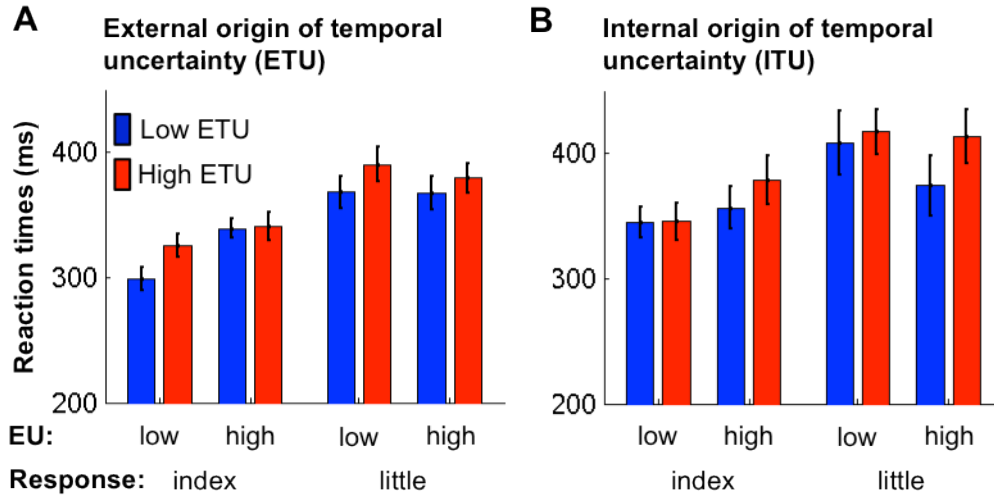 A
External origin of temporal
uncertainty (ETU)
Reaction times (ms)
400
300
200
Low ETU
High ETU
EU:
low
high
low
high
Response:
index
little
B
Internal origin of temporal
uncertainty (ITU)
400
300
200
low
high
low
high
index
little